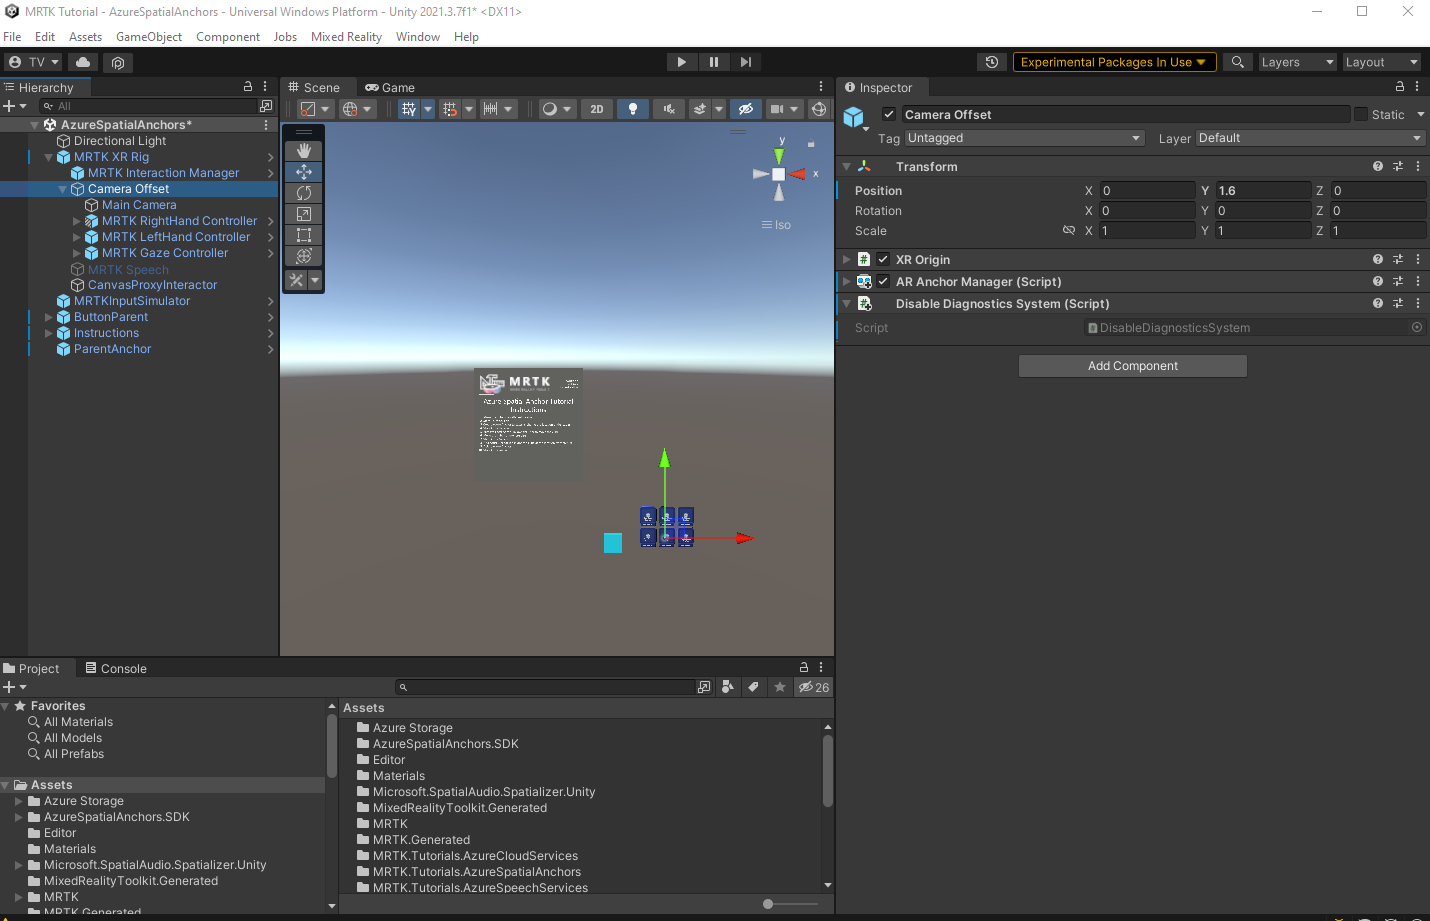 MRTK Tutorial - AzureSpatialAnchors - Universal Windows Platform - Unity 2021.3.7f1* <DX11>
File Edit Assets GameObject Component Jobs Mixed Reality Window Help
TV Experimental Packages In Use Layers Layout
Hierarchy
All
AzureSpatialAnchors*
Directional Light
MRTK XR Rig
MRTK Interaction Manager
Camera Offset
Main Camera
MRTK RightHand Controller
MRTK LeftHand Controller
MRTK Gaze Controller
MRTK Speech
CanvasProxyInteractor
MRTKInputSimulator
ButtonParent
Instructions
ParentAnchor
Scene Game
2D
y
x
Iso
MRTK
Azure Spatial Anchor Tutorial
Instructions
Inspector
Camera Offset Static
Tag Untagged Layer Default
Transform
Position X 0 Y 1.6 Z 0
Rotation X 0 Y 0 Z 0
Scale X 1 Y 1 Z 1
XR Origin
AR Anchor Manager (Script)
Disable Diagnostics System (Script)
Script DisableDiagnosticsSystem
Add Component
Project Console
26
Favorites
All Materials
All Models
All Prefabs
Assets
Azure Storage
AzureSpatialAnchors.SDK
Editor
Materials
Microsoft.SpatialAudio.Spatializer.Unity
MixedRealityToolkit.Generated
MRTK
MRTK.Generated
Assets
Azure Storage
AzureSpatialAnchors.SDK
Editor
Materials
Microsoft.SpatialAudio.Spatializer.Unity
MixedRealityToolkit.Generated
MRTK
MRTK.Generated
MRTK.Tutorials.AzureCloudServices
MRTK.Tutorials.AzureSpatialAnchors
MRTK.Tutorials.AzureSpeechServices